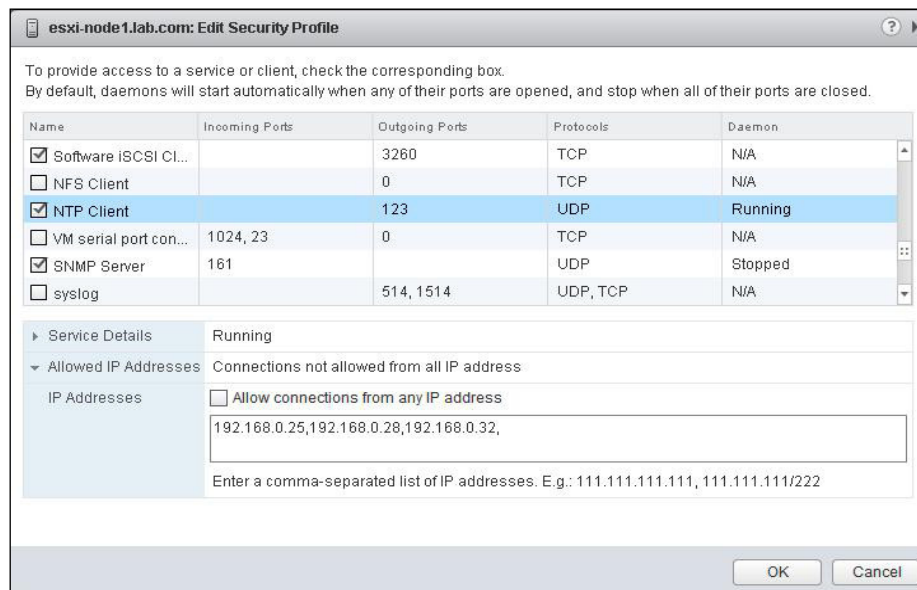 esxi-node1.lab.com: Edit Security Profile
?
To provide access to a service or client, check the corresponding box.
By default, daemons will start automatically when any of their ports are opened, and stop when all of their ports are closed.
Name Incoming Ports Outgoing Ports Protocols Daemon
Software iSCSI Cl... 3260 TCP N/A
NFS Client 0 TCP N/A
NTP Client 123 UDP Running
VM serial port con... 1024, 23 0 TCP N/A
SNMP Server 161 UDP Stopped
syslog 514, 1514 UDP, TCP N/A
Service Details Running
Allowed IP Addresses Connections not allowed from all IP address
IP Addresses Allow connections from any IP address
192.168.0.25,192.168.0.28,192.168.0.32,
Enter a comma-separated list of IP addresses. E.g.: 111.111.111.111, 111.111.111/222
OK Cancel